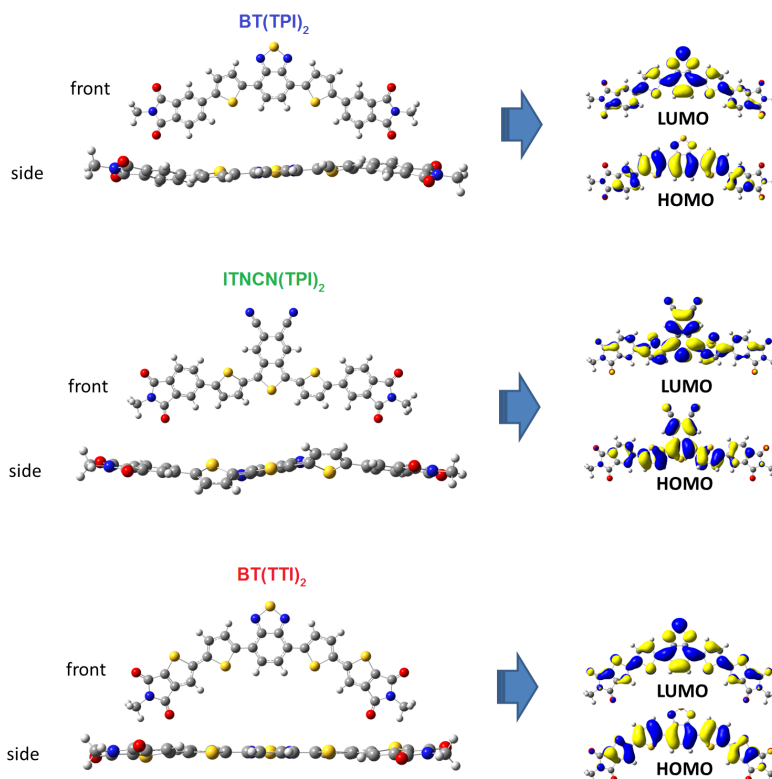 BT(TPI)₂
front
LUMO
side
HOMO
ITNCN(TPI)₂
front
LUMO
side
HOMO
BT(TTI)₂
front
LUMO
side
HOMO